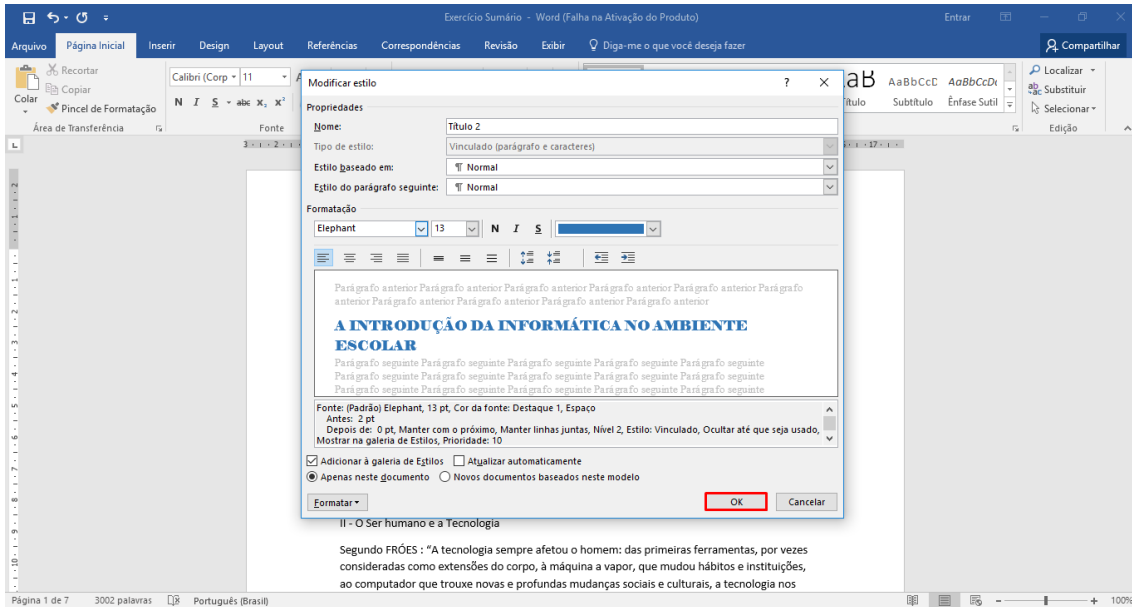 Exercício Sumário - Word (Falha na Ativação do Produto)
Entrar
Arquivo Página Inicial Inserir Design Layout Referências Correspondências Revisão Exibir Diga-me o que você deseja fazer Compartilhar
Recortar
Copiar
Pincel de Formatação
Colar
Área de Transferência
Calibri (Corp 11
N I S abc X₂ X²
Fonte
AaBbCcD AaBbCcDc
Título Subtítulo Ênfase Sutil
Localizar
Substituir
Selecionar
Edição
Modificar estilo ? ×
Propriedades
Nome: Título 2
Tipo de estilo: Vinculado (parágrafo e caracteres)
Estilo baseado em: ¶ Normal
Estilo do parágrafo seguinte: ¶ Normal
Formatação
Elephant 13 N I S
Parágrafo anterior Parágrafo anterior Parágrafo anterior Parágrafo anterior Parágrafo anterior Parágrafo
anterior Parágrafo anterior Parágrafo anterior Parágrafo anterior Parágrafo anterior
A INTRODUÇÃO DA INFORMÁTICA NO AMBIENTE
ESCOLAR
Parágrafo seguinte Parágrafo seguinte Parágrafo seguinte Parágrafo seguinte Parágrafo seguinte
Parágrafo seguinte Parágrafo seguinte Parágrafo seguinte Parágrafo seguinte Parágrafo seguinte
Parágrafo seguinte Parágrafo seguinte Parágrafo seguinte Parágrafo seguinte Parágrafo seguinte
Fonte: (Padrão) Elephant, 13 pt, Cor da fonte: Destaque 1, Espaço
Antes: 2 pt
Depois de: 0 pt, Manter com o próximo, Manter linhas juntas, Nível 2, Estilo: Vinculado, Ocultar até que seja usado,
Mostrar na galeria de Estilos, Prioridade: 10
Adicionar à galeria de Estilos Atualizar automaticamente
Apenas neste documento Novos documentos baseados neste modelo
Formatar OK Cancelar
II - O Ser humano e a Tecnologia
Segundo FRÓES : “A tecnologia sempre afetou o homem: das primeiras ferramentas, por vezes
consideradas como extensões do corpo, à máquina a vapor, que mudou hábitos e instituições,
ao computador que trouxe novas e profundas mudanças sociais e culturais, a tecnologia nos
Página 1 de 7 3002 palavras Português (Brasil) 100%